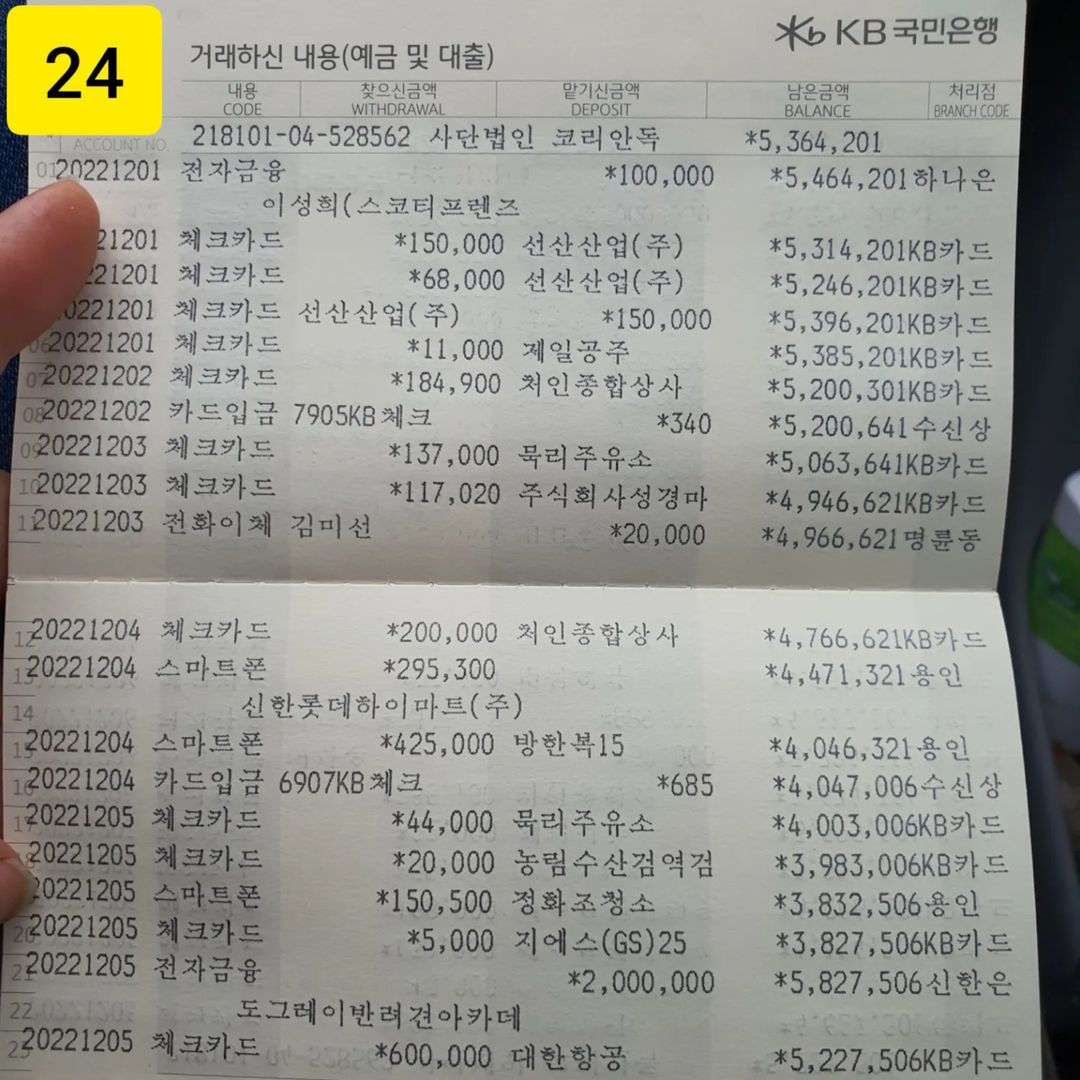 24
KB국민은행
거래하신 내용(예금 및 대출)
내용 찾으신금액 맡기신금액 남은금액 처리점
CODE WITHDRAWAL DEPOSIT BALANCE BRANCH CODE
ACCOUNT NO. 218101-04-528562 사단법인 코리안독 *5,364,201
01 20221201 전자금융 *100,000 *5,464,201하나은
이성희(스코티프렌즈
21201 체크카드 *150,000 선산산업(주) *5,314,201KB카드
21201 체크카드 *68,000 선산산업(주) *5,246,201KB카드
0221201 체크카드 선산산업(주) *150,000 *5,396,201KB카드
06 20221201 체크카드 *11,000 제일공주 *5,385,201KB카드
07 20221202 체크카드 *184,900 처인종합상사 *5,200,301KB카드
08 20221202 카드입금 7905KB체크 *340 *5,200,641수신상
09 20221203 체크카드 *137,000 묵리주유소 *5,063,641KB카드
10 20221203 체크카드 *117,020 주식회사성경마 *4,946,621KB카드
11 20221203 전화이체 김미선 *20,000 *4,966,621명륜동
12 20221204 체크카드 *200,000 처인종합상사 *4,766,621KB카드
13 20221204 스마트폰 *295,300 *4,471,321용인
14 신한롯데하이마트(주)
15 20221204 스마트폰 *425,000 방한복15 *4,046,321용인
16 20221204 카드입금 6907KB체크 *685 *4,047,006수신상
17 20221205 체크카드 *44,000 묵리주유소 *4,003,006KB카드
18 20221205 체크카드 *20,000 농림수산검역검 *3,983,006KB카드
20221205 스마트폰 *150,500 정화조청소 *3,832,506용인
20 20221205 체크카드 *5,000 지에스(GS)25 *3,827,506KB카드
21 20221205 전자금융 *2,000,000 *5,827,506신한은
22 도그레이반려견아카데
23 20221205 체크카드 *600,000 대한항공 *5,227,506KB카드